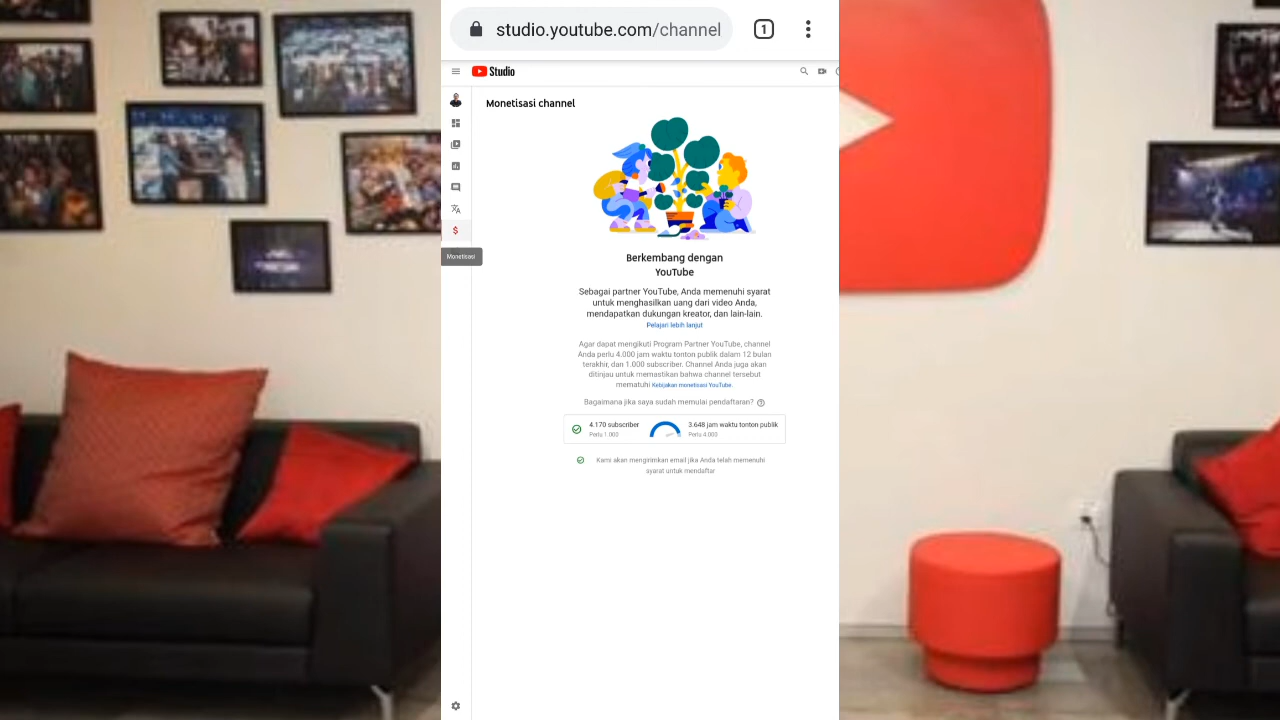 studio.youtube.com/channel
1
Studio
Monetisasi channel
$
Monetisasi
Berkembang dengan
YouTube
Sebagai partner YouTube, Anda memenuhi syarat
untuk menghasilkan uang dari video Anda,
mendapatkan dukungan kreator, dan lain-lain.
Pelajari lebih lanjut
Agar dapat mengikuti Program Partner YouTube, channel
Anda perlu 4.000 jam waktu tonton publik dalam 12 bulan
terakhir, dan 1.000 subscriber. Channel Anda juga akan
ditinjau untuk memastikan bahwa channel tersebut
mematuhi Kebijakan monetisasi YouTube.
Bagaimana jika saya sudah memulai pendaftaran?
4.170 subscriber
Perlu 1.000
3.648 jam waktu tonton publik
Perlu 4.000
Kami akan mengirimkan email jika Anda telah memenuhi
syarat untuk mendaftar